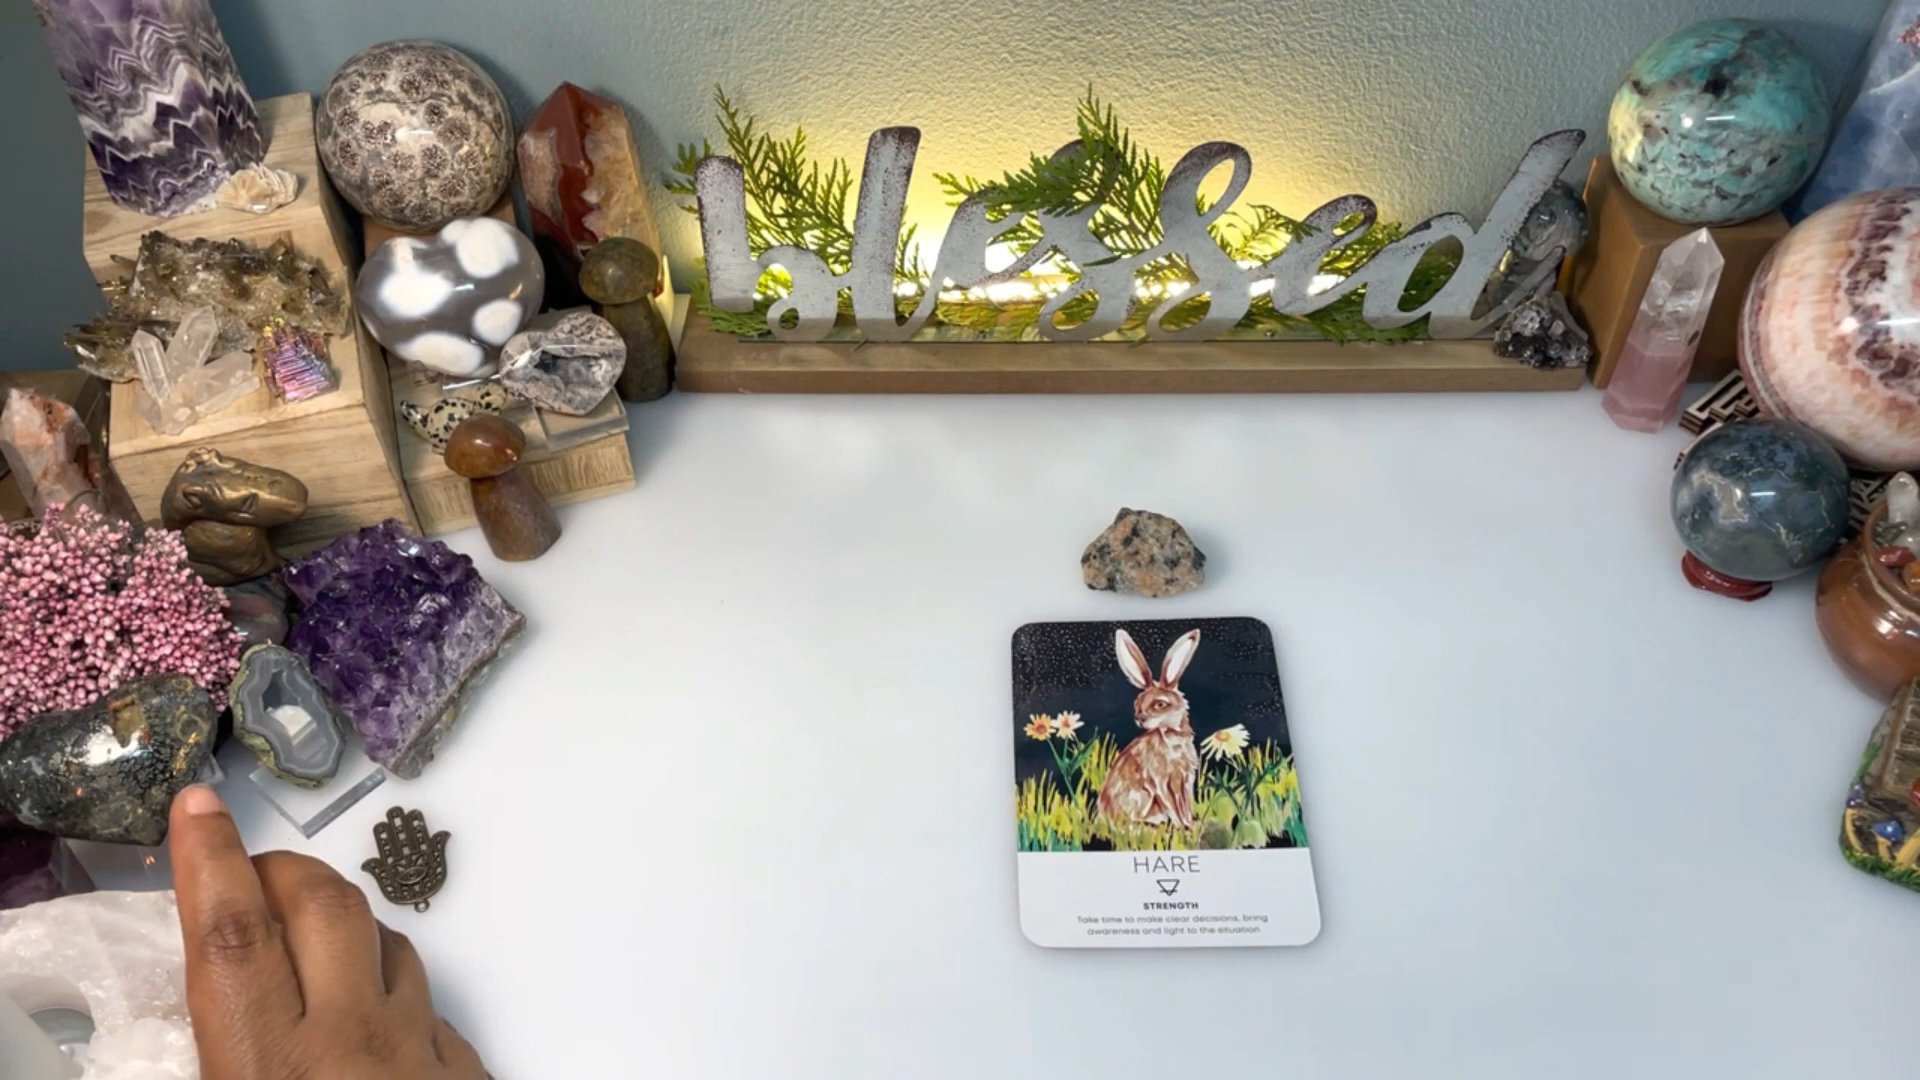 blessed
HARE
STRENGTH
Take time to make clear decisions, bring
awareness and light to the situation